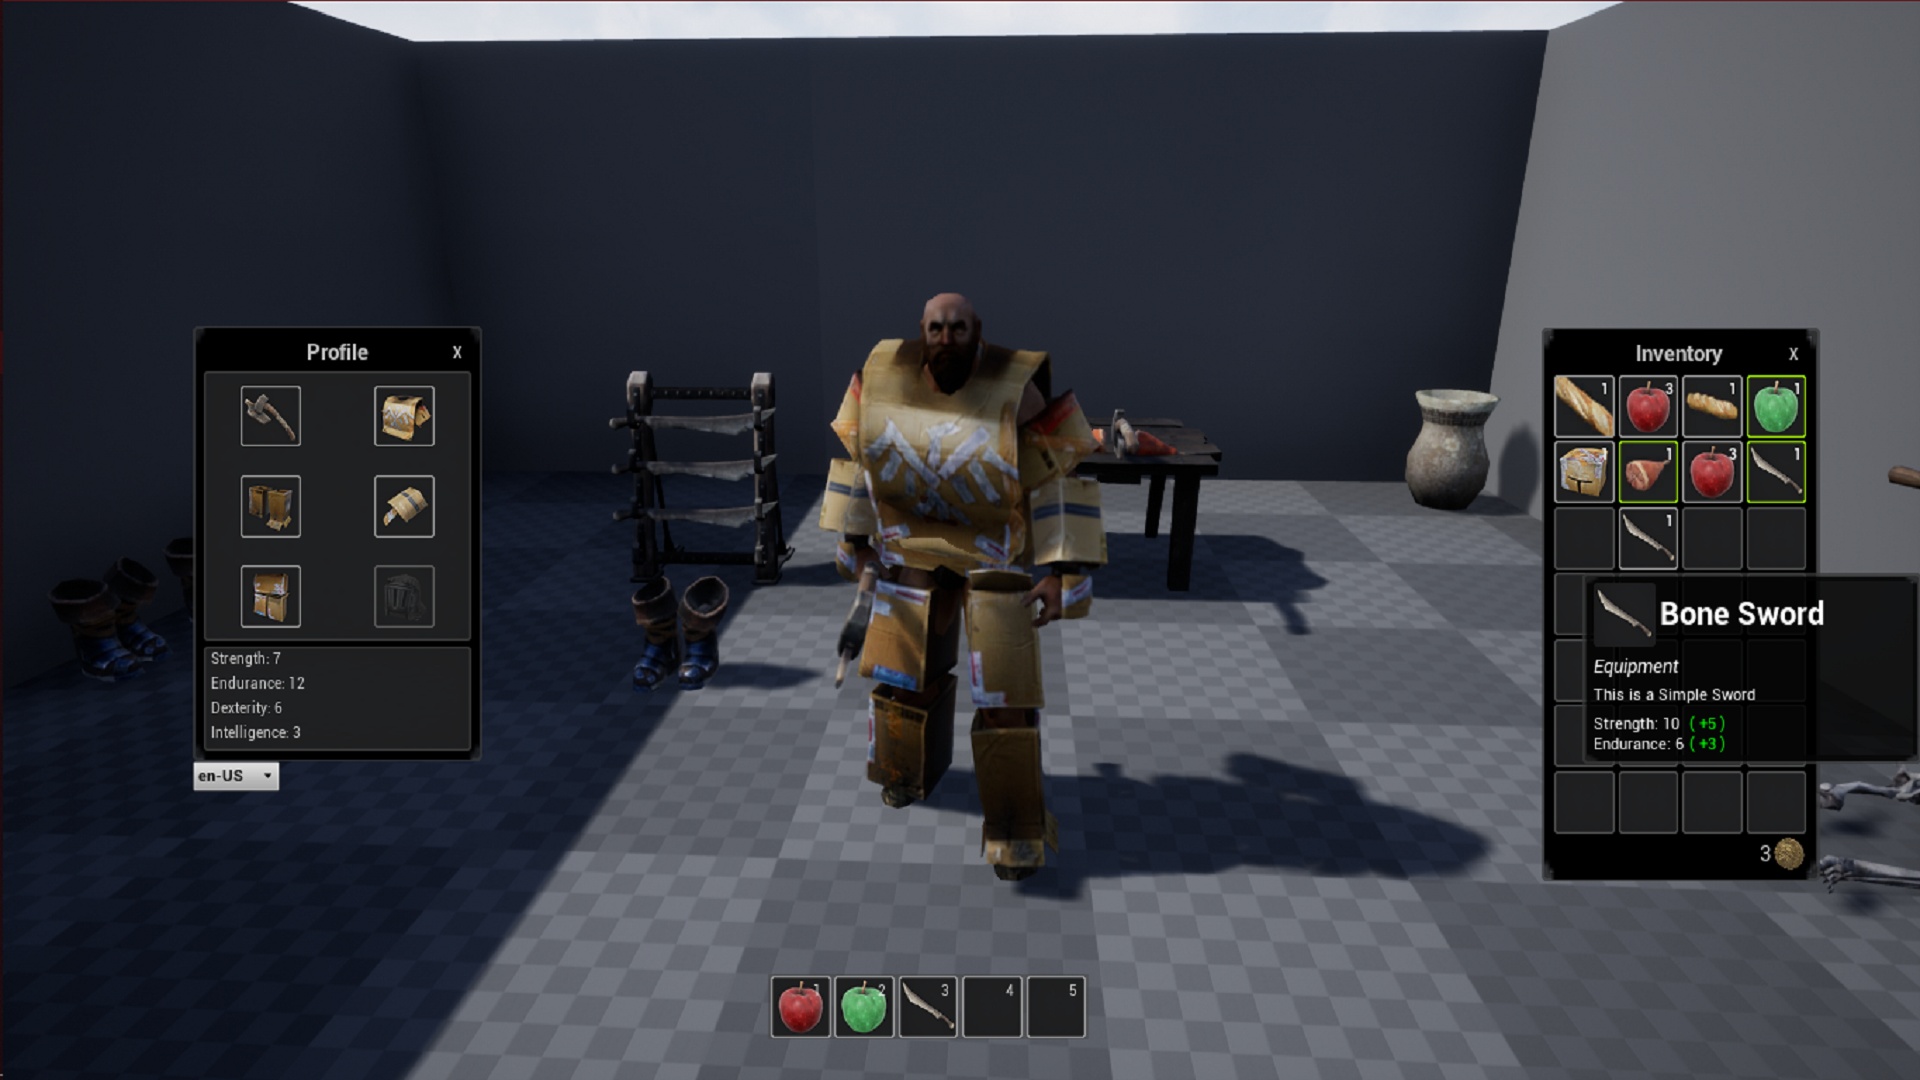 Profile
X
Strength: 7
Endurance: 12
Dexterity: 6
Intelligence: 3
en-US
Inventory
X
1 3 1 1
1 1 3 1
1
Bone Sword
Equipment
This is a Simple Sword
Strength: 10 (+5)
Endurance: 6 (+3)
3
1 2 3 4 5